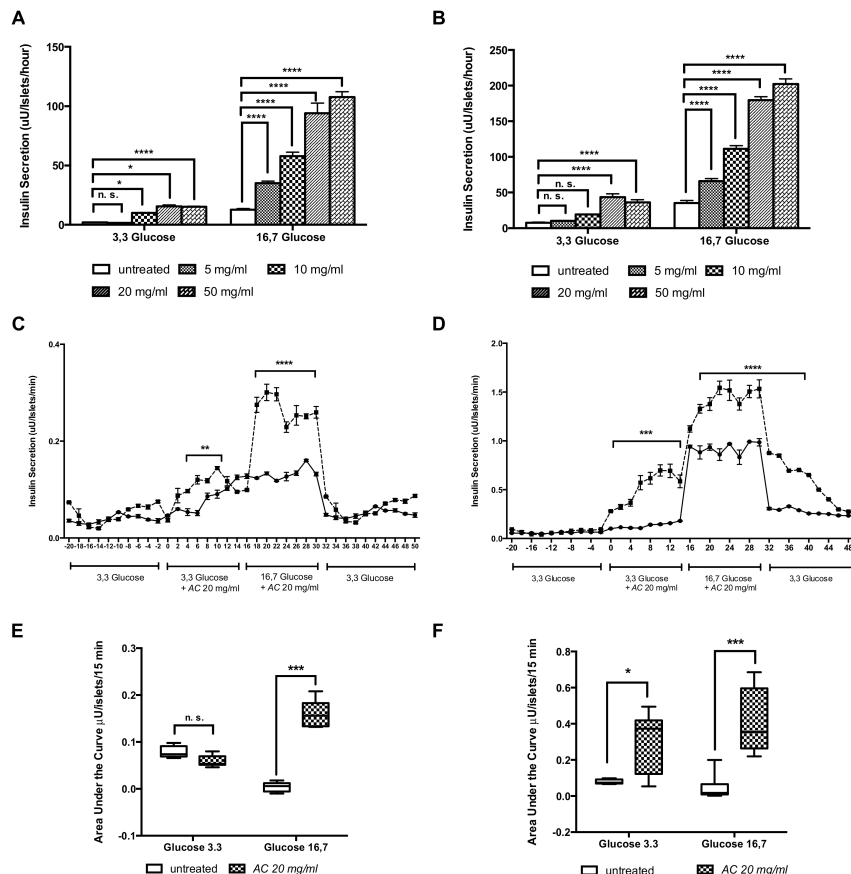 A
Insulin Secretion (uU/Islets/hour)
150
100
50
0
n. s.
*
*
****
****
****
****
****
3,3 Glucose
16,7 Glucose
untreated
5 mg/ml
10 mg/ml
20 mg/ml
50 mg/ml
B
Insulin Secretion (uU/Islets/hour)
250
200
150
100
50
0
n. s.
n. s.
****
****
****
****
****
****
3,3 Glucose
16,7 Glucose
untreated
5 mg/ml
10 mg/ml
20 mg/ml
50 mg/ml
C
Insulin Secretion (uU/Islets/min)
0.4
0.2
0.0
**
****
-20 -18 -16 -14 -12 -10 -8 -6 -4 -2 0 2 4 6 8 10 12 14 16 18 20 22 24 26 28 30 32 34 36 38 40 42 44 46 48 50
3,3 Glucose
3,3 Glucose
+ AC 20 mg/ml
16,7 Glucose
+ AC 20 mg/ml
3,3 Glucose
D
Insulin Secretion (uU/Islets/min)
2.0
1.5
1.0
0.5
0.0
***
****
-20 -16 -12 -8 -4 0 4 8 12 16 20 24 28 32 36 40 44 48
3,3 Glucose
3,3 Glucose
+ AC 20 mg/ml
16,7 Glucose
+ AC 20 mg/ml
3,3 Glucose
E
Area Under the Curve µU/islets/15 min
0.3
0.2
0.1
0.0
-0.1
n. s.
***
Glucose 3.3
Glucose 16,7
untreated
AC 20 mg/ml
F
Area Under the Curve µU/islets/15 min
0.8
0.6
0.4
0.2
0.0
-0.2
*
***
Glucose 3.3
Glucose 16,7
untreated
AC 20 mg/ml